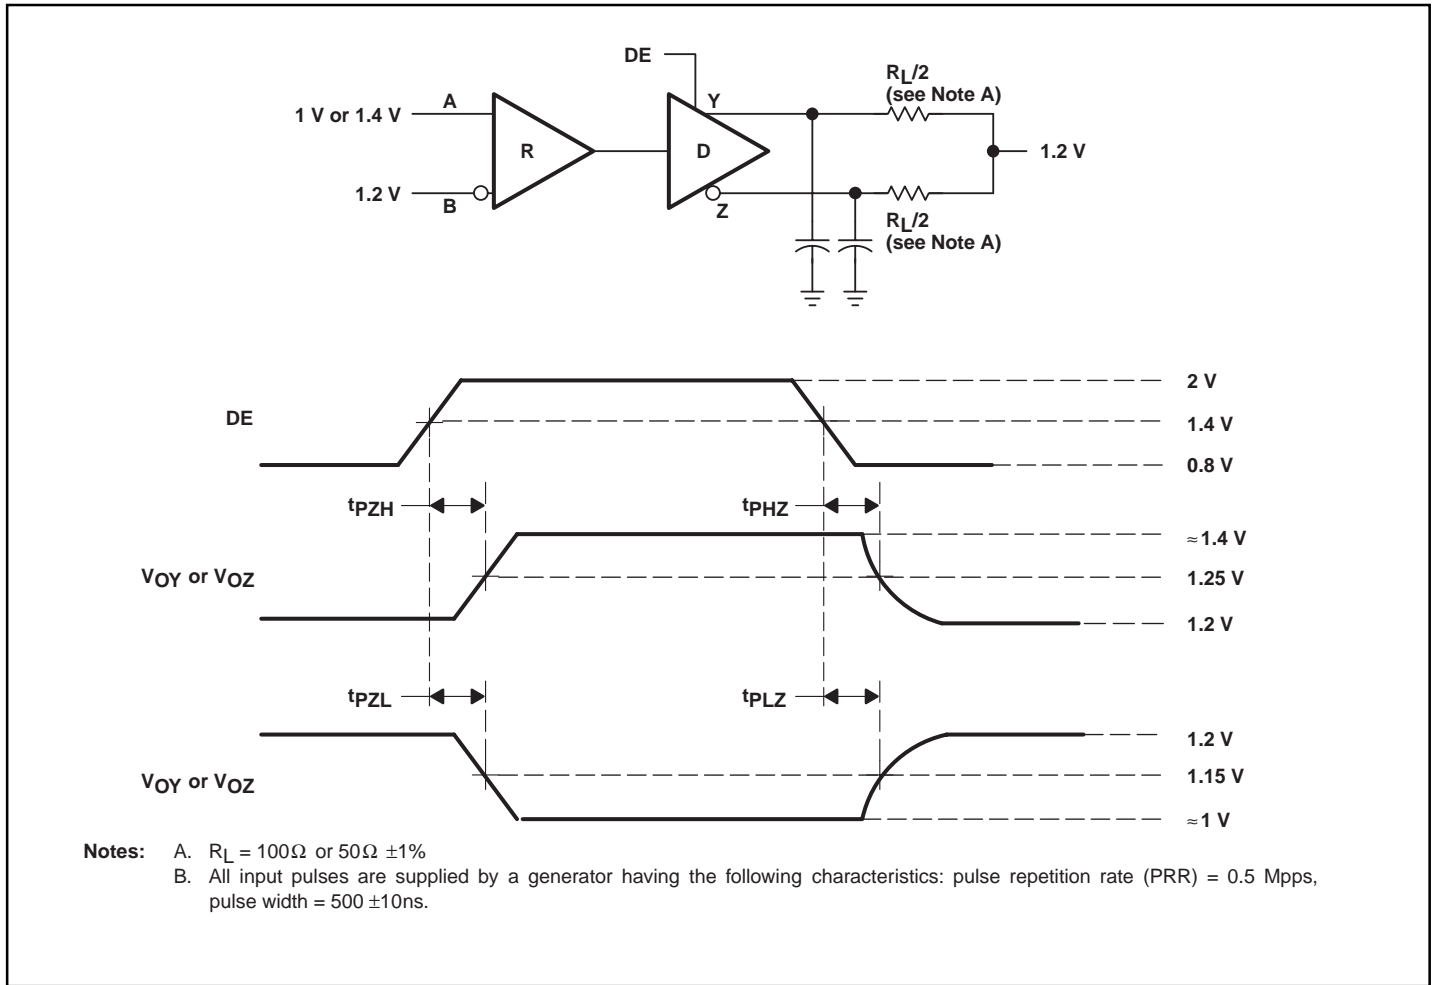 DE
R_L/2
(see Note A)
1 V or 1.4 V
A
Y
R
D
1.2 V
1.2 V
B
Z
R_L/2
(see Note A)
2 V
DE
1.4 V
0.8 V
tPZH
tPHZ
≈1.4 V
VOY or VOZ
1.25 V
1.2 V
tPZL
tPLZ
1.2 V
VOY or VOZ
1.15 V
≈1 V
Notes: A. RL = 100Ω or 50Ω ±1%
B. All input pulses are supplied by a generator having the following characteristics: pulse repetition rate (PRR) = 0.5 Mpps,
pulse width = 500 ±10ns.